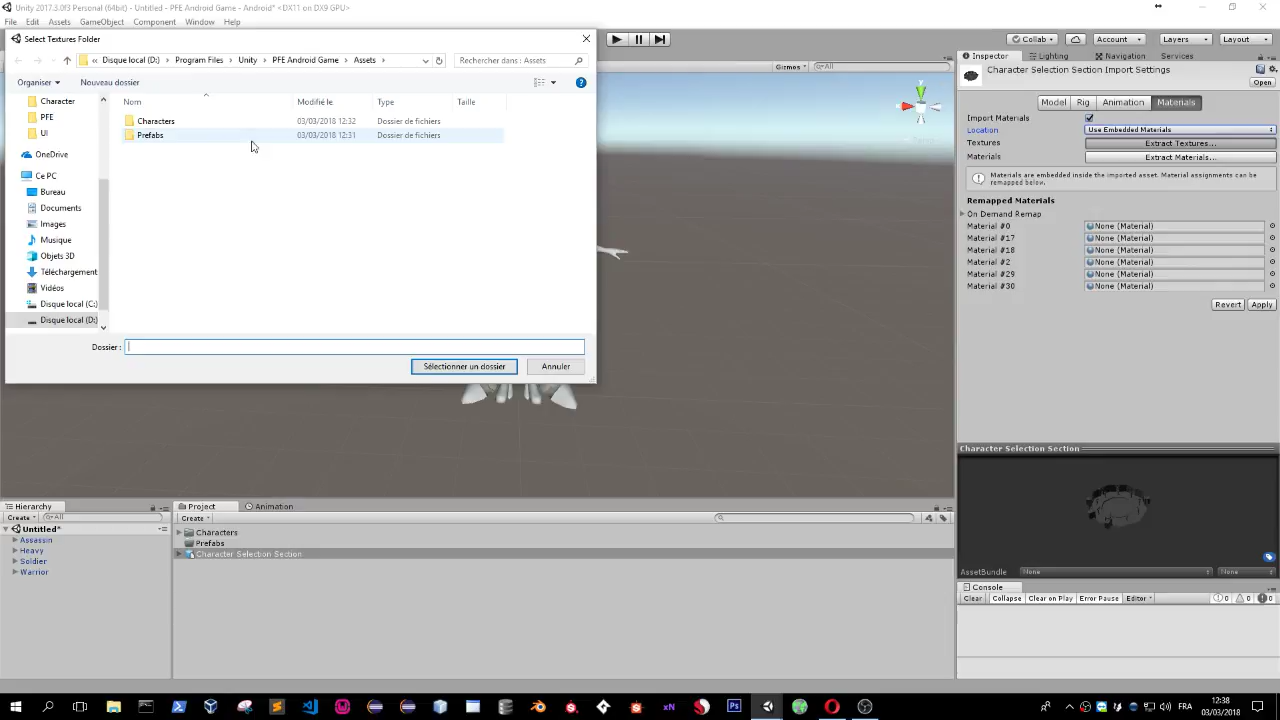 Unity 2017.3.0f3 Personal (64bit) - Untitled - PFE Android Game - Android* <DX11 on DX9 GPU>
File Edit Assets GameObject Component Window Help
Select Textures Folder
Collab Account Layers Layout
« Disque local (D:) Program Files Unity PFE Android Game Assets
Rechercher dans : Assets
Gizmos All
Organiser Nouveau dossier
Nom Modifié le Type Taille
Characters 03/03/2018 12:32 Dossier de fichiers
Prefabs 03/03/2018 12:31 Dossier de fichiers
Character
PFE
UI
OneDrive
Ce PC
Bureau
Documents
Images
Musique
Objets 3D
Téléchargement
Vidéos
Disque local (C:)
Disque local (D:)
Dossier :
Sélectionner un dossier Annuler
Inspector Lighting Navigation Services
Character Selection Section Import Settings
Open
Model Rig Animation Materials
Import Materials
Location Use Embedded Materials
Textures Extract Textures...
Materials Extract Materials...
Materials are embedded inside the imported asset. Material assignments can be
remapped below.
Remapped Materials
On Demand Remap
Material #0 None (Material)
Material #17 None (Material)
Material #18 None (Material)
Material #2 None (Material)
Material #29 None (Material)
Material #30 None (Material)
Revert Apply
Character Selection Section
AssetBundle None None
Hierarchy
Create All
Untitled*
Assassin
Heavy
Soldier
Warrior
Project Animation
Create
Characters
Prefabs
Character Selection Section
Console
Clear Collapse Clear on Play Error Pause Editor 0 0 0
FRA
12:38
03/03/2018